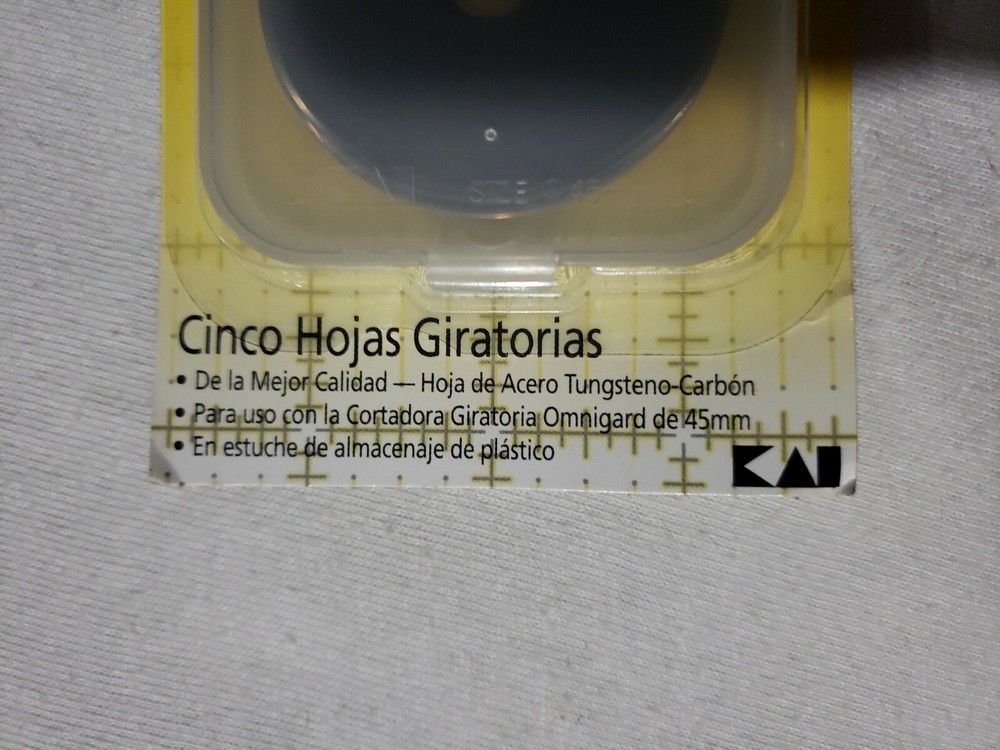 SIZE
Cinco Hojas Giratorias
• De la Mejor Calidad — Hoja de Acero Tungsteno-Carbón
• Para uso con la Cortadora Giratoria Omnigard de 45mm
• En estuche de almacenaje de plástico
KAI